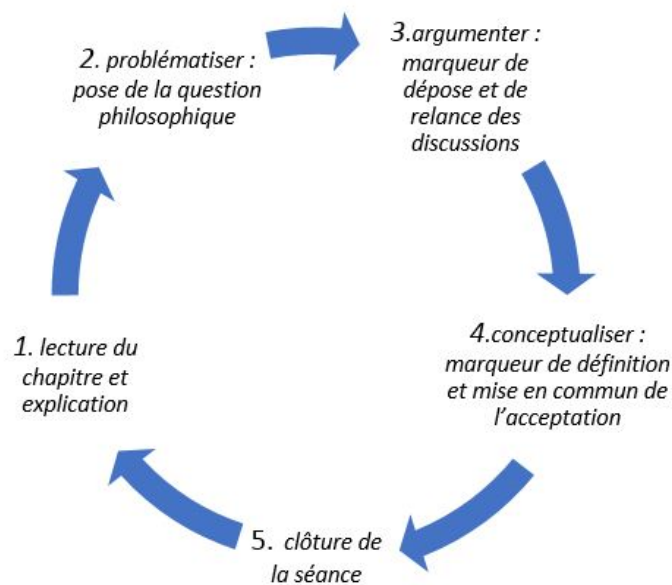 1. lecture du
chapitre et
explication
2. problématiser :
pose de la question
philosophique
3.argumenter :
marqueur de
dépose et de
relance des
discussions
4.conceptualiser :
marqueur de définition
et mise en commun de
l'acceptation
5. clôture de
la séance